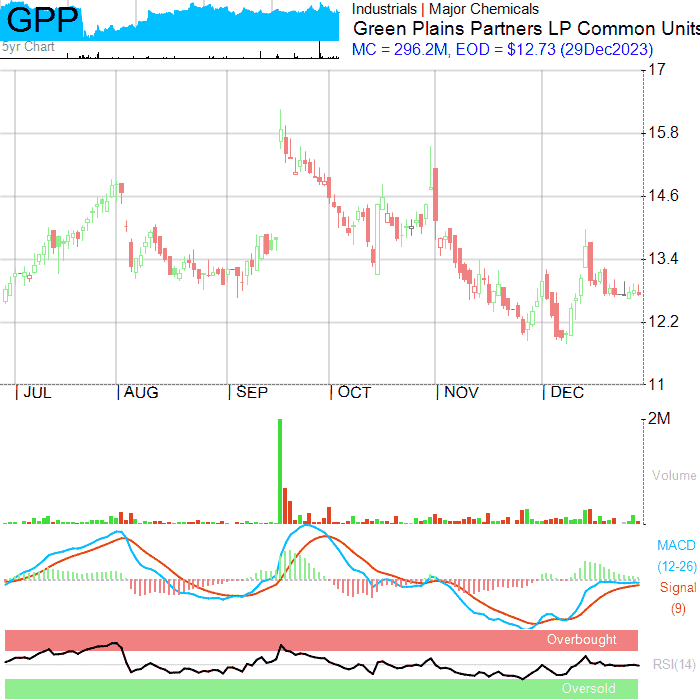 GPP
5yr Chart
Industrials | Major Chemicals
Green Plains Partners LP Common Units
MC = 296.2M, EOD = $12.73 (29Dec2023)
17
15.8
14.6
13.4
12.2
11
JUL AUG SEP OCT NOV DEC
2M
Volume
MACD
(12-26)
Signal
(9)
Overbought
RSI(14)
Oversold